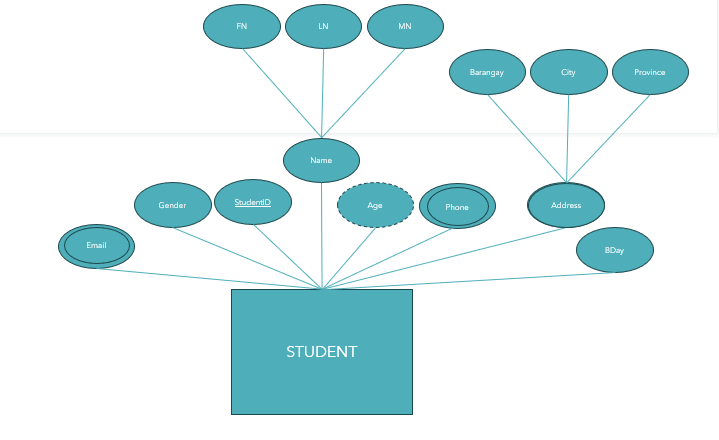 FN
LN
MN
Barangay
City
Province
Name
Gender
StudentID
Age
Phone
Address
Email
BDay
STUDENT